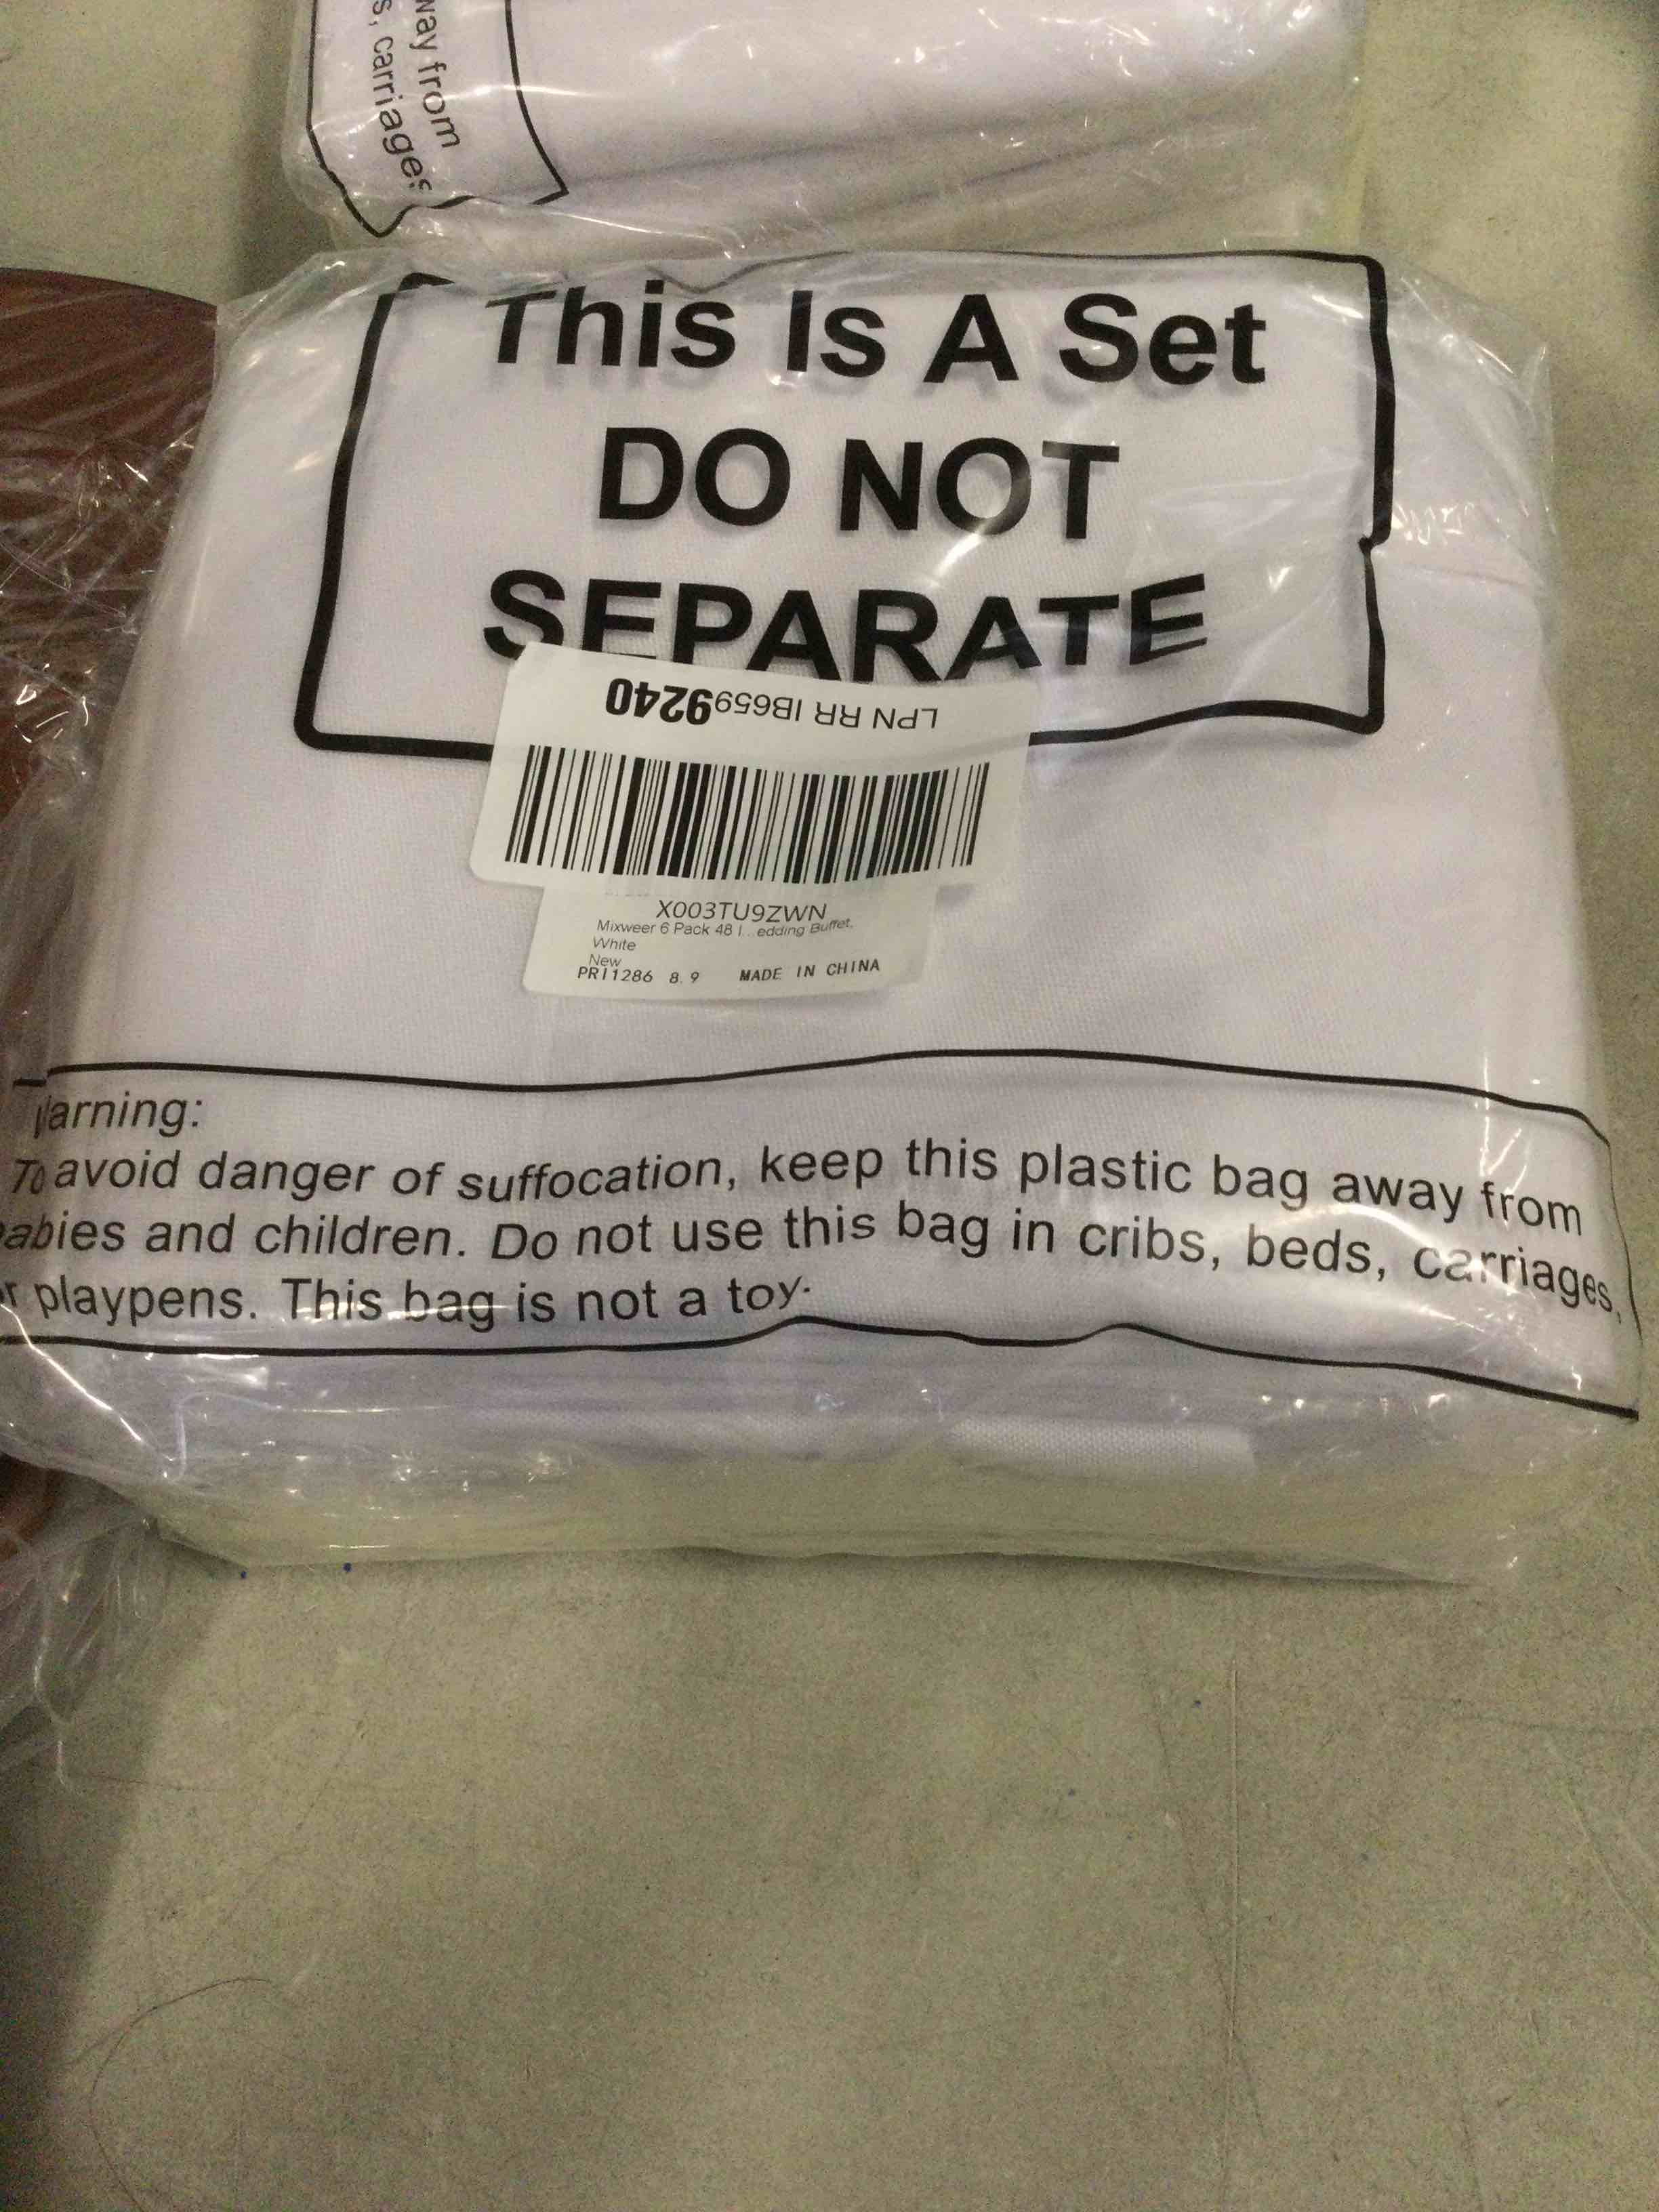 way from
s, carriages
This Is A Set
DO NOT
SEPARATE
LPN RR IB6599240
X003TU9ZWN
Mixweer 6 Pack 48 I...edding Buffet,
White
New
PRI1286 8.9 MADE IN CHINA
Warning:
To avoid danger of suffocation, keep this plastic bag away from
babies and children. Do not use this bag in cribs, beds, carriages,
or playpens. This bag is not a toy.